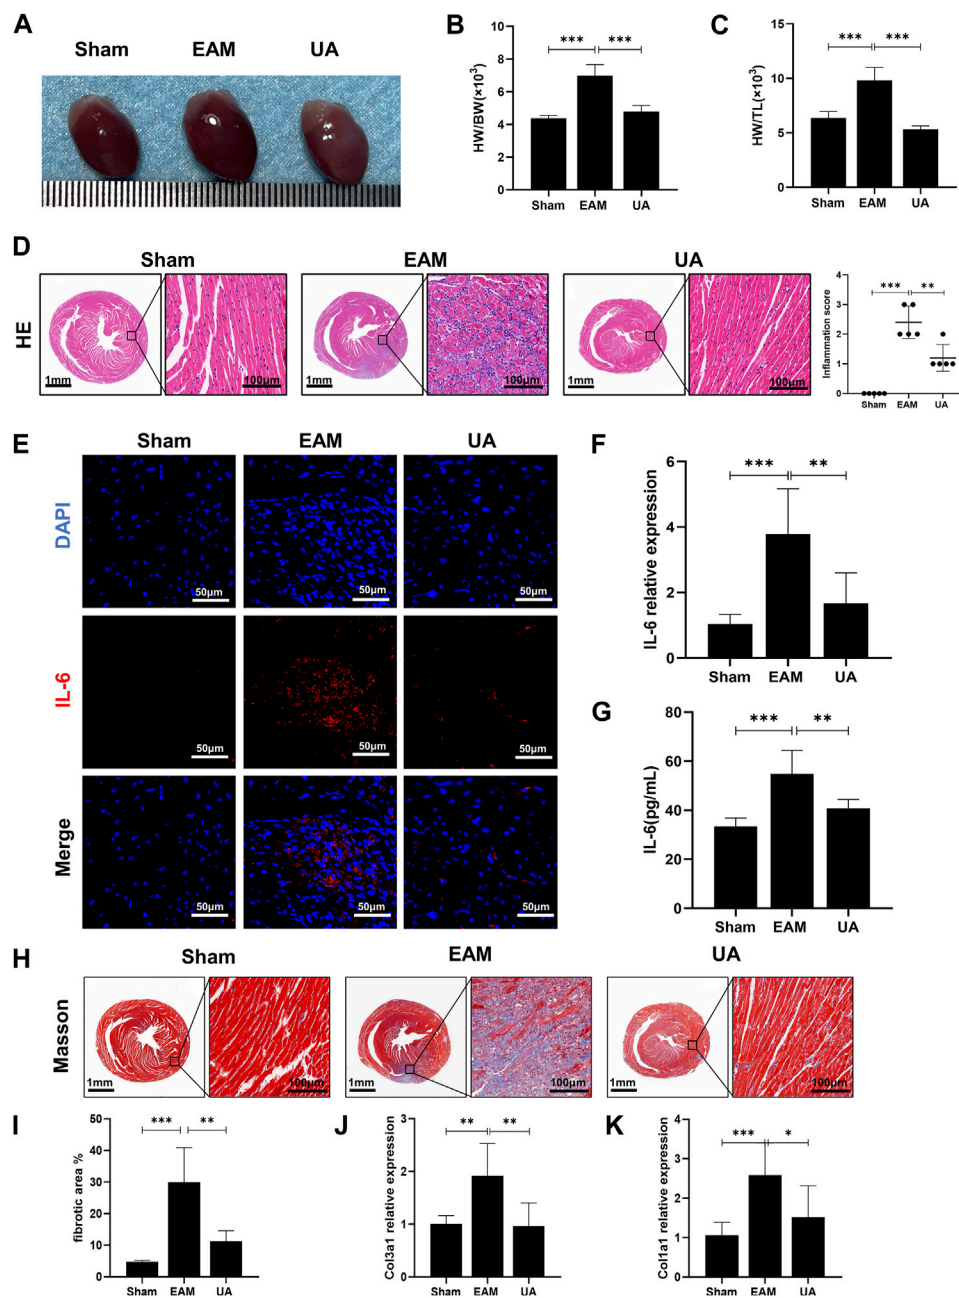 A
Sham EAM UA
B
HW/BW(×10³)
10
8
6
4
2
0
*** ***
Sham EAM UA
C
HW/TL(×10³)
15
10
5
0
*** ***
Sham EAM UA
D
Sham EAM UA
HE
1mm 100μm 1mm 100μm 1mm 100μm
Inflammation score
4
3
2
1
0
*** **
Sham EAM UA
E
Sham EAM UA
DAPI
50μm 50μm 50μm
IL-6
50μm 50μm 50μm
Merge
50μm 50μm 50μm
F
IL-6 relative expression
6
4
2
0
*** **
Sham EAM UA
G
IL-6(pg/mL)
80
60
40
20
0
*** **
Sham EAM UA
H
Sham EAM UA
Masson
1mm 100μm 1mm 100μm 1mm 100μm
I
fibrotic area %
50
40
30
20
10
0
*** **
Sham EAM UA
J
Col3a1 relative expression
3
2
1
0
** **
Sham EAM UA
K
Col1a1 relative expression
4
3
2
1
0
*** *
Sham EAM UA